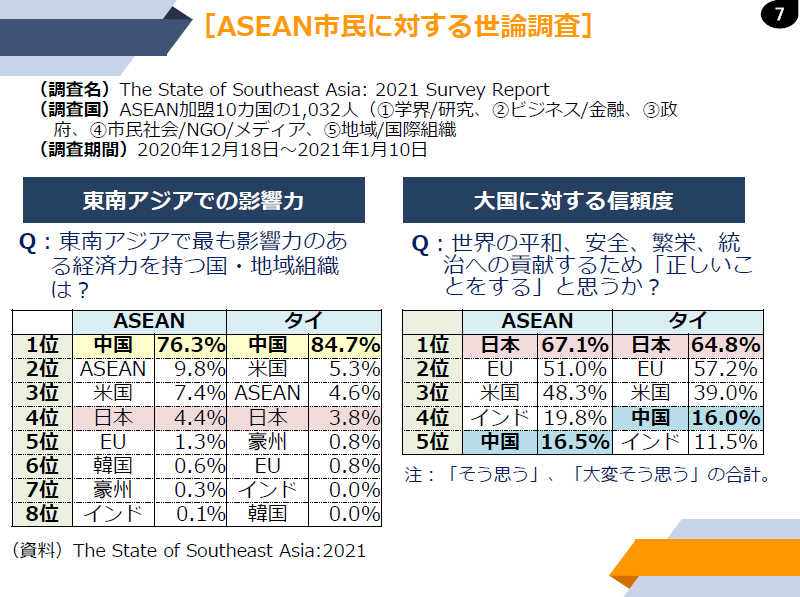 7
［ASEAN市民に対する世論調査］
（調査名）The State of Southeast Asia: 2021 Survey Report
（調査国）ASEAN加盟10カ国の1,032人（①学界/研究、②ビジネス/金融、③政
府、④市民社会/NGO/メディア、⑤地域/国際組織
（調査期間）2020年12月18日～2021年1月10日
東南アジアでの影響力
Q：東南アジアで最も影響力のあ
る経済力を持つ国・地域組織
は？
ASEAN タイ
1位 中国 76.3% 中国 84.7%
2位 ASEAN 9.8% 米国 5.3%
3位 米国 7.4% ASEAN 4.6%
4位 日本 4.4% 日本 3.8%
5位 EU 1.3% 豪州 0.8%
6位 韓国 0.6% EU 0.8%
7位 豪州 0.3% インド 0.0%
8位 インド 0.1% 韓国 0.0%
（資料）The State of Southeast Asia:2021
大国に対する信頼度
Q：世界の平和、安全、繁栄、統
治への貢献するため「正しいこ
とをする」と思うか？
ASEAN タイ
1位 日本 67.1% 日本 64.8%
2位 EU 51.0% EU 57.2%
3位 米国 48.3% 米国 39.0%
4位 インド 19.8% 中国 16.0%
5位 中国 16.5% インド 11.5%
注：「そう思う」、「大変そう思う」の合計。